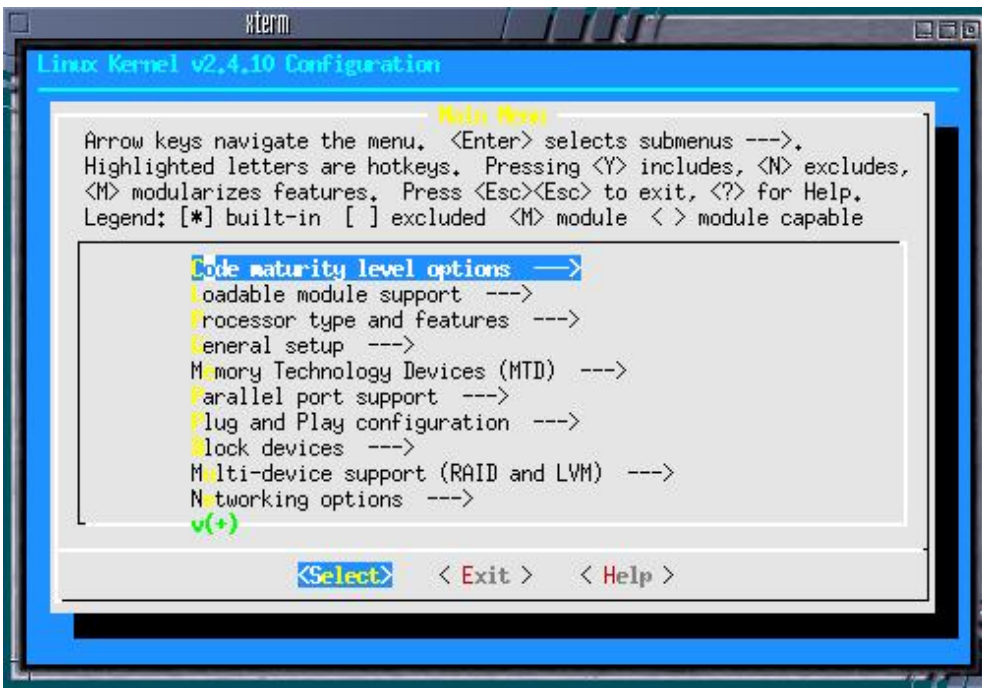 xterm
Linux Kernel v2.4.10 Configuration
Main Menu
Arrow keys navigate the menu. <Enter> selects submenus --->.
Highlighted letters are hotkeys. Pressing <Y> includes, <N> excludes,
<M> modularizes features. Press <Esc><Esc> to exit, <?> for Help.
Legend: [*] built-in [ ] excluded <M> module < > module capable
Code maturity level options --->
Loadable module support --->
Processor type and features --->
General setup --->
Memory Technology Devices (MTD) --->
Parallel port support --->
Plug and Play configuration --->
Block devices --->
Multi-device support (RAID and LVM) --->
Networking options --->
v(+)
<Select> < Exit > < Help >